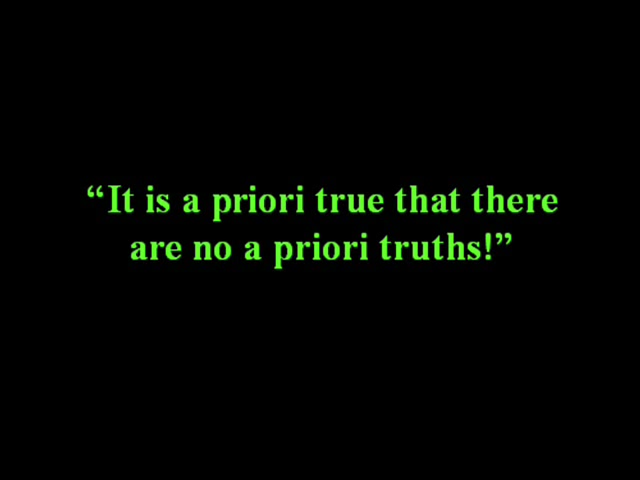 “It is a priori true that there
are no a priori truths!”